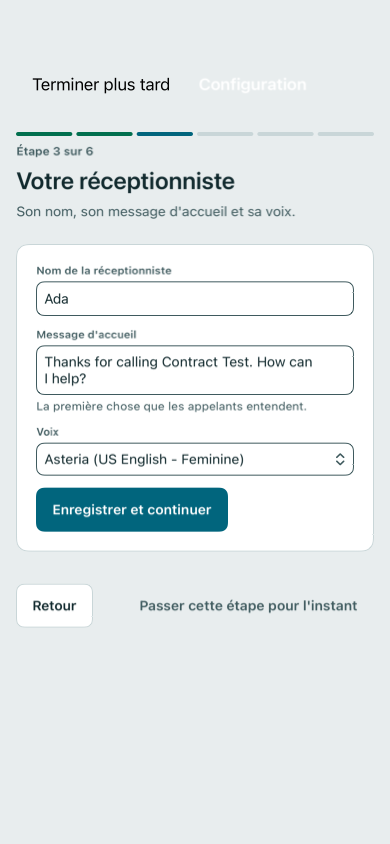 Terminer plus tard
Configuration
Étape 3 sur 6
Votre réceptionniste
Son nom, son message d'accueil et sa voix.
Nom de la réceptionniste
Ada
Message d'accueil
Thanks for calling Contract Test. How can
I help?
La première chose que les appelants entendent.
Voix
Asteria (US English - Feminine)
Enregistrer et continuer
Retour
Passer cette étape pour l'instant